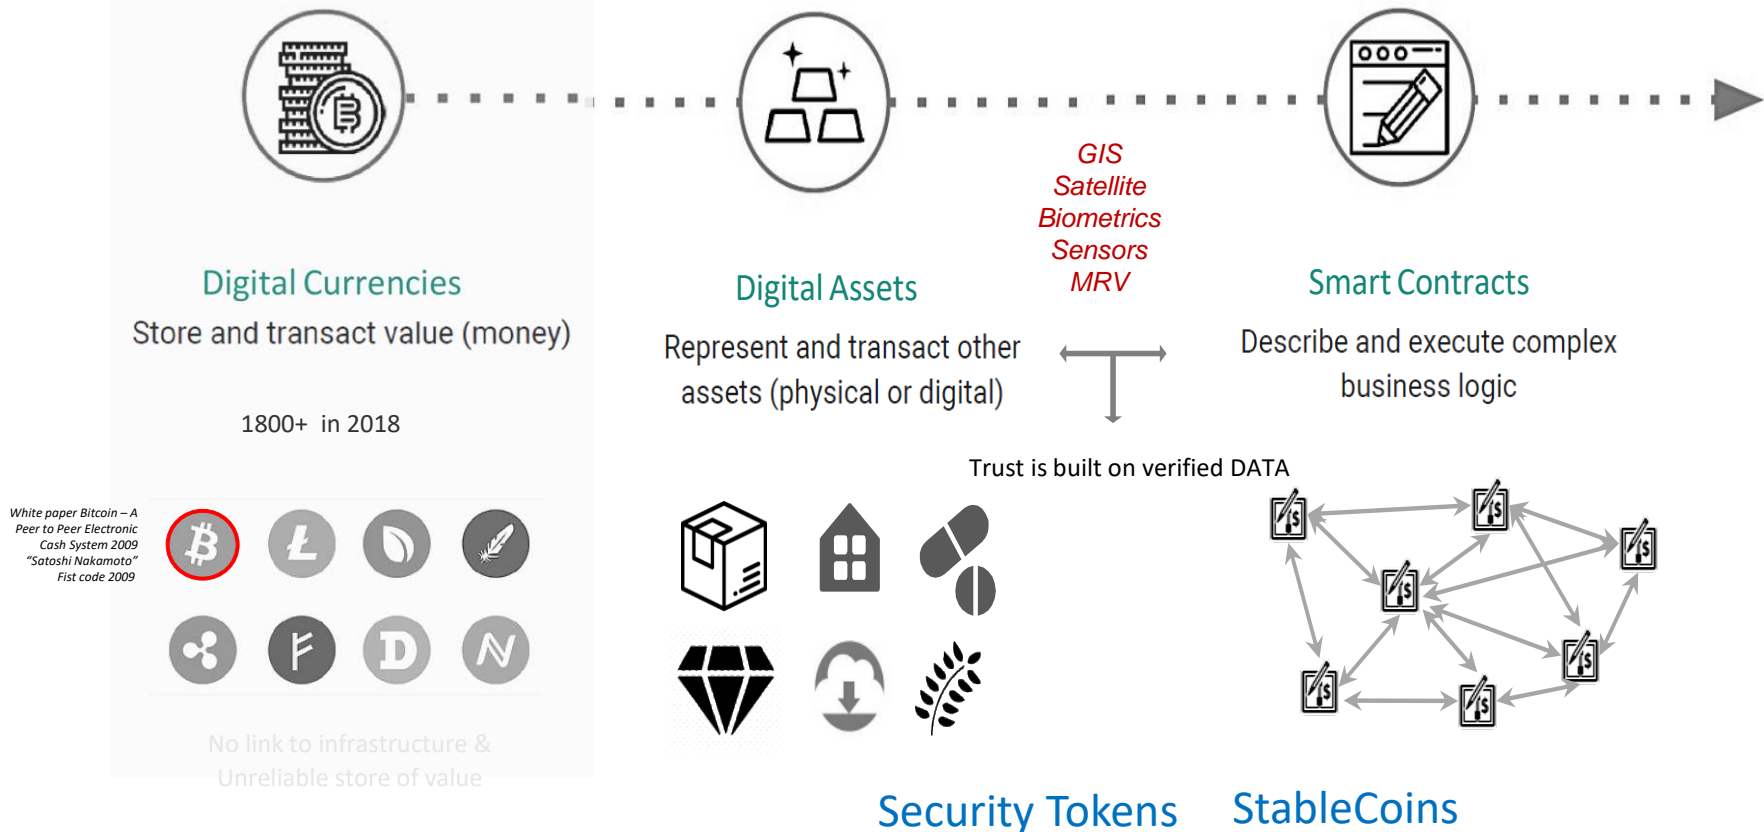 GIS
Satellite
Biometrics
Sensors
MRV
Digital Currencies
Store and transact value (money)
1800+ in 2018
White paper Bitcoin – A
Peer to Peer Electronic
Cash System 2009
“Satoshi Nakamoto”
Fist code 2009
No link to infrastructure &
Unreliable store of value
Digital Assets
Represent and transact other
assets (physical or digital)
Smart Contracts
Describe and execute complex
business logic
Trust is built on verified DATA
Security Tokens
StableCoins